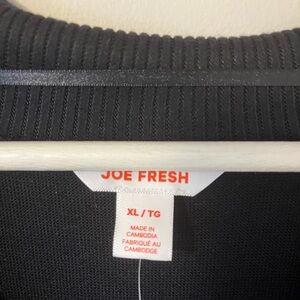 JOE FRESH
XL / TG
MADE IN
CAMBODIA
FABRIQUÉ AU
CAMBODGE